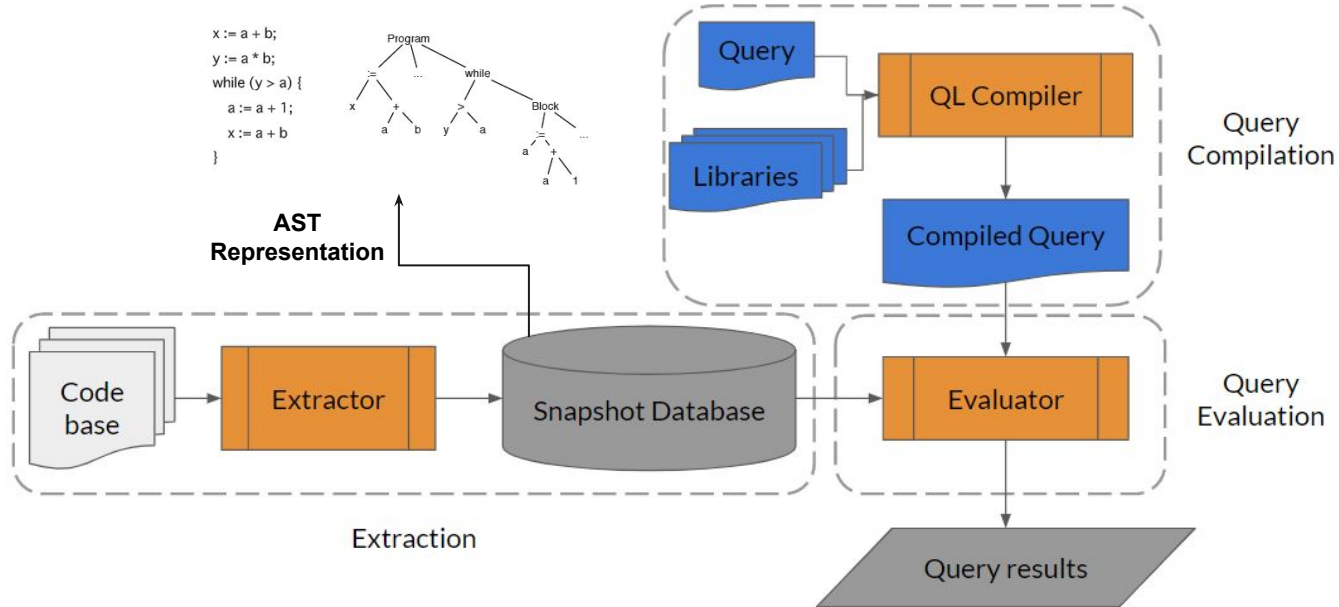 x := a + b;
y := a * b;
while (y > a) {
a := a + 1;
x := a + b
}
Program
:= ... while
x + > Block
a b y a := ...
a +
a 1
AST
Representation
Query
Libraries
QL Compiler
Compiled Query
Query
Compilation
Code
base
Extractor
Snapshot Database
Evaluator
Query
Evaluation
Extraction
Query results